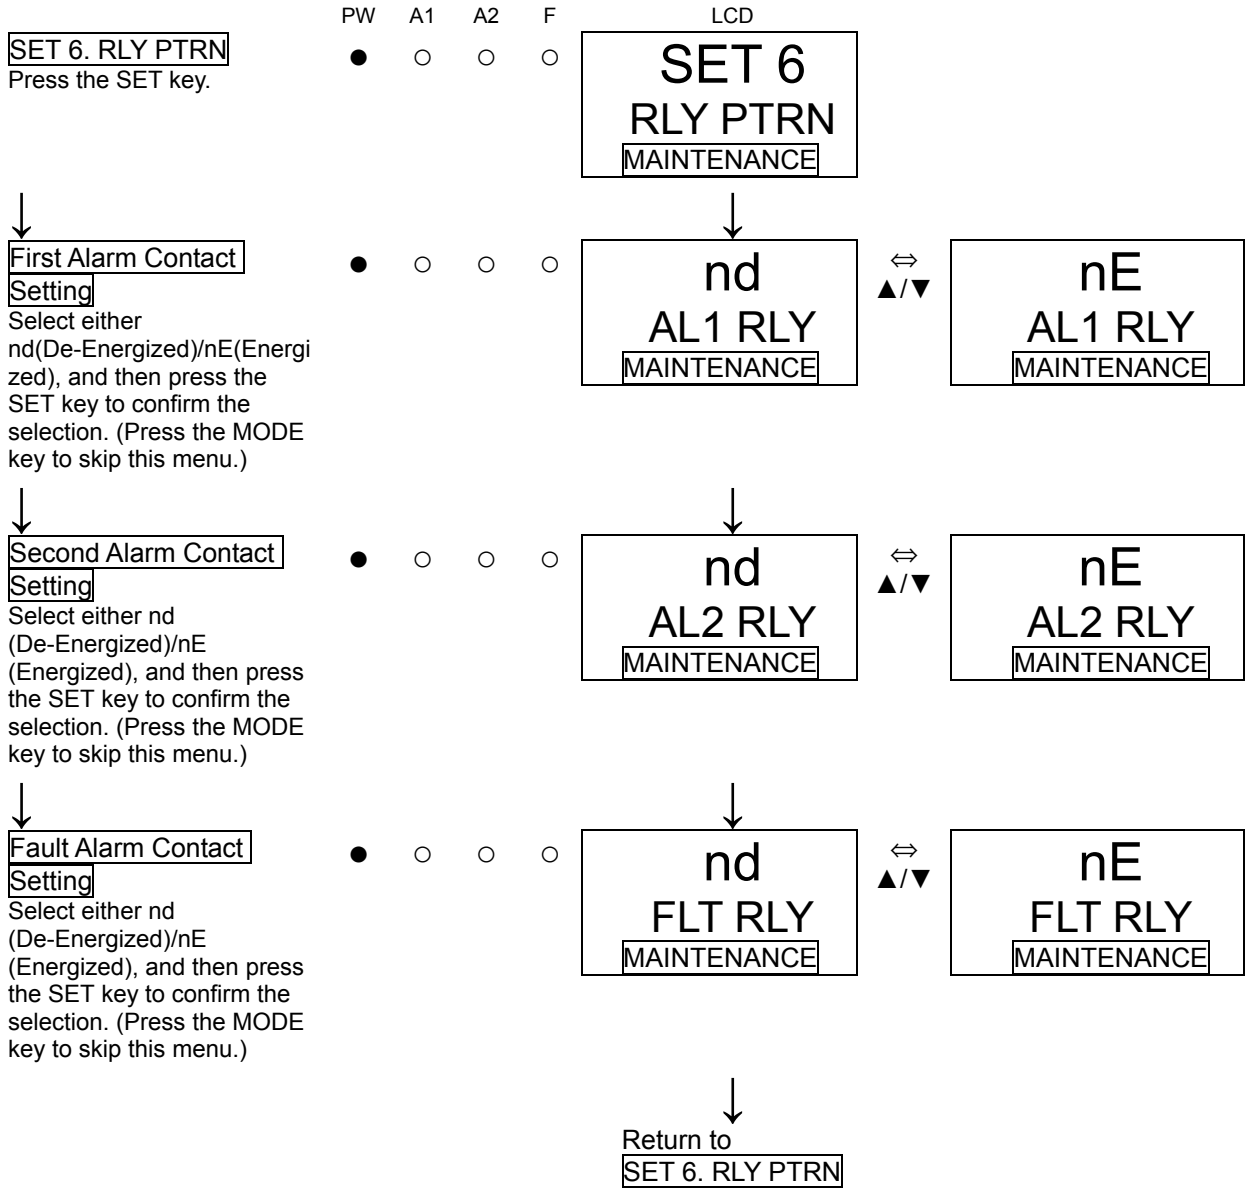 PW A1 A2 F LCD
SET 6. RLY PTRN
Press the SET key.
● ○ ○ ○
SET 6
RLY PTRN
MAINTENANCE
↓ ↓
First Alarm Contact
Setting
Select either
nd(De-Energized)/nE(Energi
zed), and then press the
SET key to confirm the
selection. (Press the MODE
key to skip this menu.)
● ○ ○ ○
nd
AL1 RLY
MAINTENANCE
⇔
▲/▼
nE
AL1 RLY
MAINTENANCE
↓ ↓
Second Alarm Contact
Setting
Select either nd
(De-Energized)/nE
(Energized), and then press
the SET key to confirm the
selection. (Press the MODE
key to skip this menu.)
● ○ ○ ○
nd
AL2 RLY
MAINTENANCE
⇔
▲/▼
nE
AL2 RLY
MAINTENANCE
↓ ↓
Fault Alarm Contact
Setting
Select either nd
(De-Energized)/nE
(Energized), and then press
the SET key to confirm the
selection. (Press the MODE
key to skip this menu.)
● ○ ○ ○
nd
FLT RLY
MAINTENANCE
⇔
▲/▼
nE
FLT RLY
MAINTENANCE
↓
Return to
SET 6. RLY PTRN